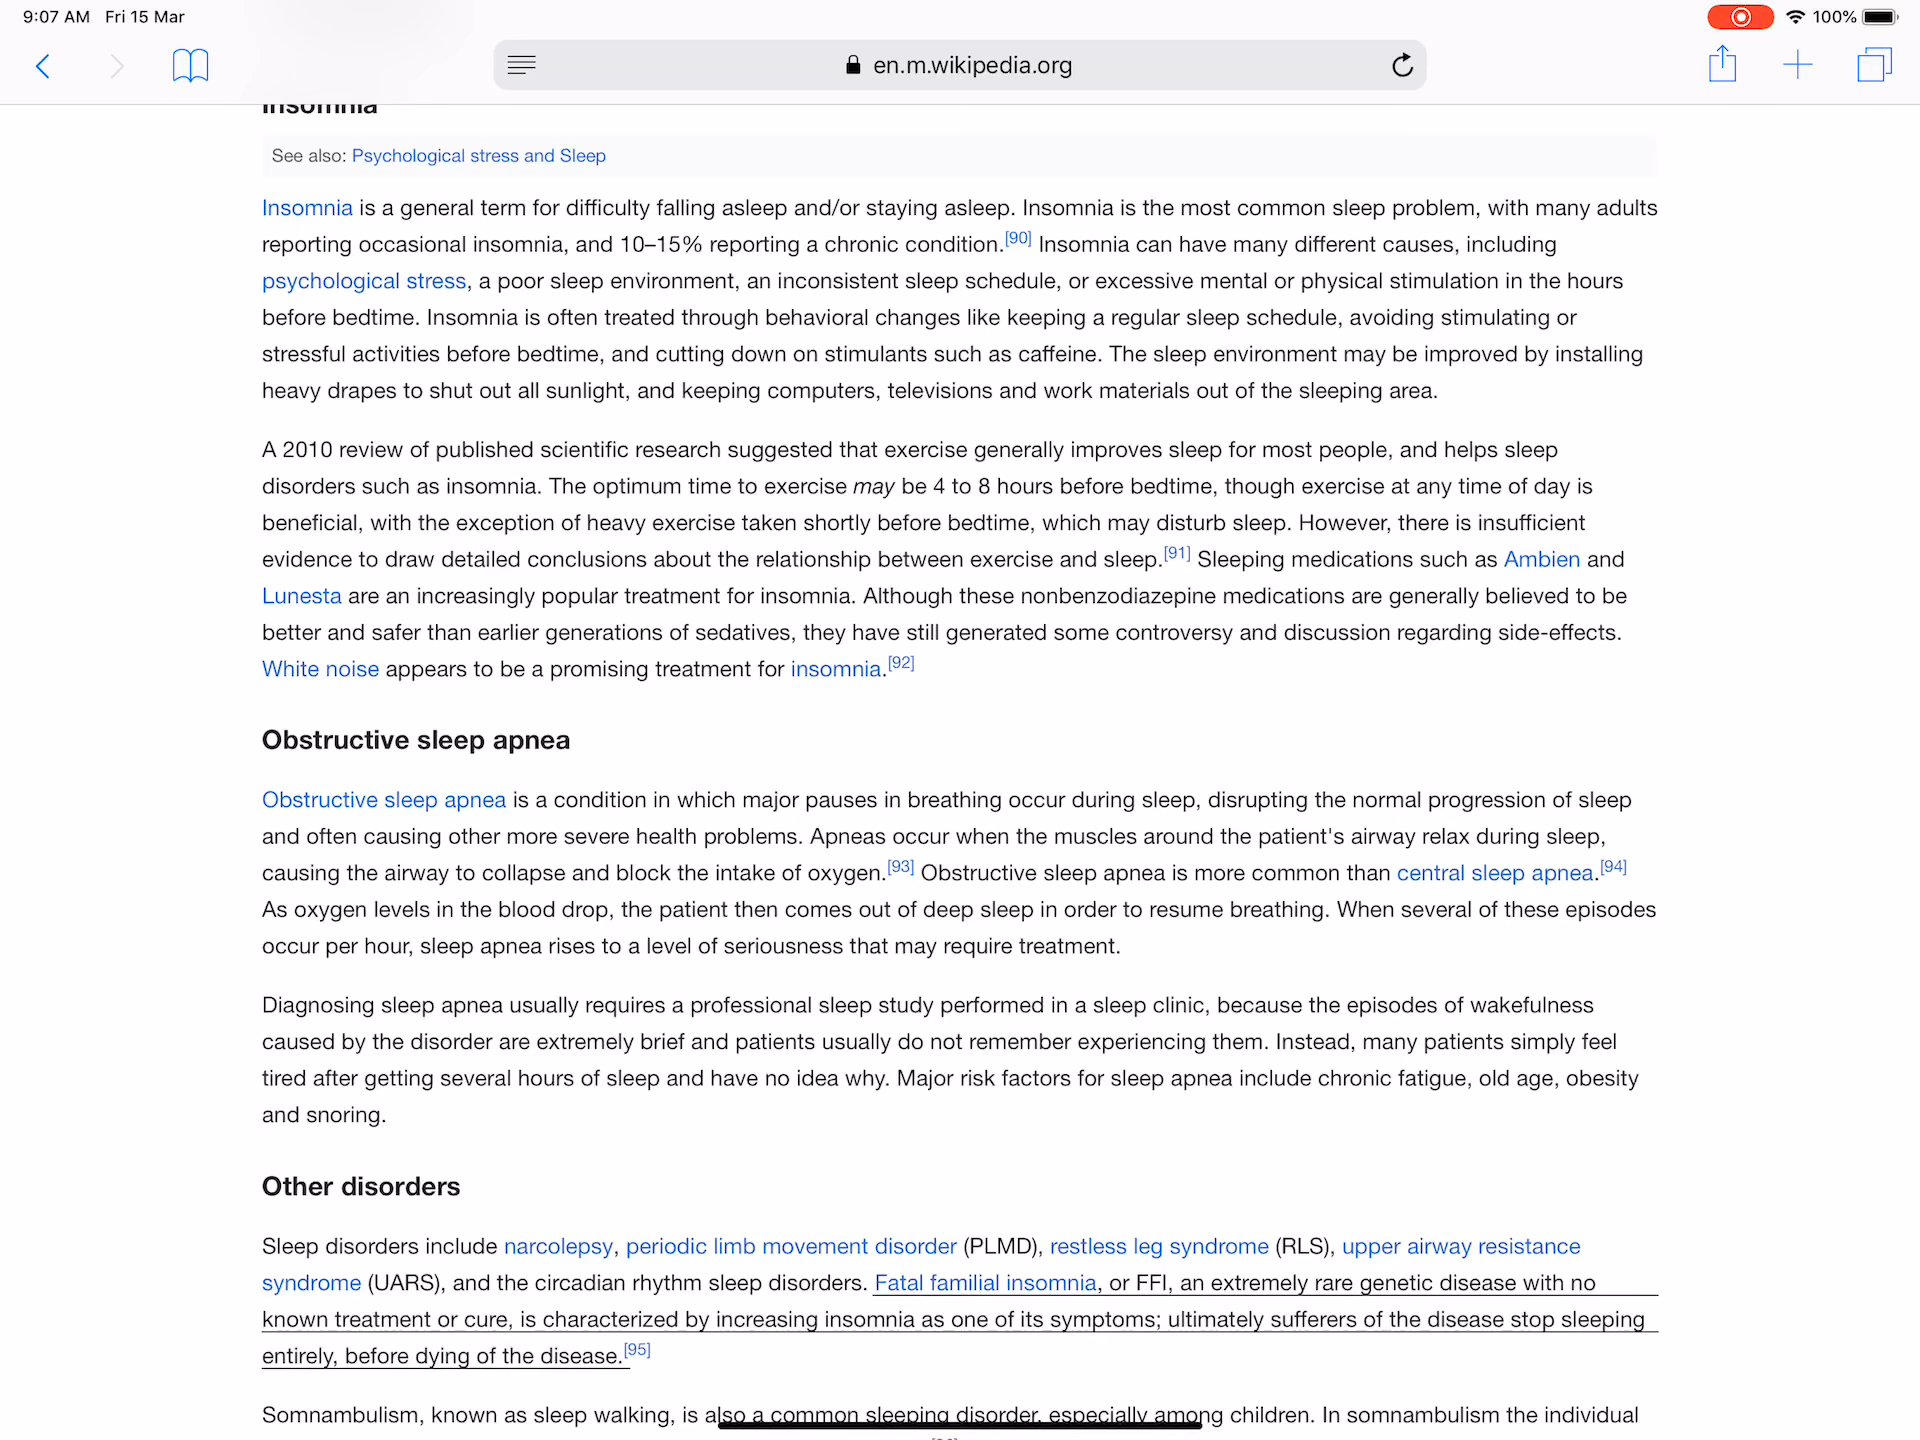 9:07 AM Fri 15 Mar
100%
en.m.wikipedia.org
Insomnia
See also: Psychological stress and Sleep
Insomnia is a general term for difficulty falling asleep and/or staying asleep. Insomnia is the most common sleep problem, with many adults
reporting occasional insomnia, and 10–15% reporting a chronic condition.[90] Insomnia can have many different causes, including
psychological stress, a poor sleep environment, an inconsistent sleep schedule, or excessive mental or physical stimulation in the hours
before bedtime. Insomnia is often treated through behavioral changes like keeping a regular sleep schedule, avoiding stimulating or
stressful activities before bedtime, and cutting down on stimulants such as caffeine. The sleep environment may be improved by installing
heavy drapes to shut out all sunlight, and keeping computers, televisions and work materials out of the sleeping area.
A 2010 review of published scientific research suggested that exercise generally improves sleep for most people, and helps sleep
disorders such as insomnia. The optimum time to exercise may be 4 to 8 hours before bedtime, though exercise at any time of day is
beneficial, with the exception of heavy exercise taken shortly before bedtime, which may disturb sleep. However, there is insufficient
evidence to draw detailed conclusions about the relationship between exercise and sleep.[91] Sleeping medications such as Ambien and
Lunesta are an increasingly popular treatment for insomnia. Although these nonbenzodiazepine medications are generally believed to be
better and safer than earlier generations of sedatives, they have still generated some controversy and discussion regarding side-effects.
White noise appears to be a promising treatment for insomnia.[92]
Obstructive sleep apnea
Obstructive sleep apnea is a condition in which major pauses in breathing occur during sleep, disrupting the normal progression of sleep
and often causing other more severe health problems. Apneas occur when the muscles around the patient's airway relax during sleep,
causing the airway to collapse and block the intake of oxygen.[93] Obstructive sleep apnea is more common than central sleep apnea.[94]
As oxygen levels in the blood drop, the patient then comes out of deep sleep in order to resume breathing. When several of these episodes
occur per hour, sleep apnea rises to a level of seriousness that may require treatment.
Diagnosing sleep apnea usually requires a professional sleep study performed in a sleep clinic, because the episodes of wakefulness
caused by the disorder are extremely brief and patients usually do not remember experiencing them. Instead, many patients simply feel
tired after getting several hours of sleep and have no idea why. Major risk factors for sleep apnea include chronic fatigue, old age, obesity
and snoring.
Other disorders
Sleep disorders include narcolepsy, periodic limb movement disorder (PLMD), restless leg syndrome (RLS), upper airway resistance
syndrome (UARS), and the circadian rhythm sleep disorders. Fatal familial insomnia, or FFI, an extremely rare genetic disease with no
known treatment or cure, is characterized by increasing insomnia as one of its symptoms; ultimately sufferers of the disease stop sleeping
entirely, before dying of the disease.[95]
Somnambulism, known as sleep walking, is also a common sleeping disorder, especially among children. In somnambulism the individual